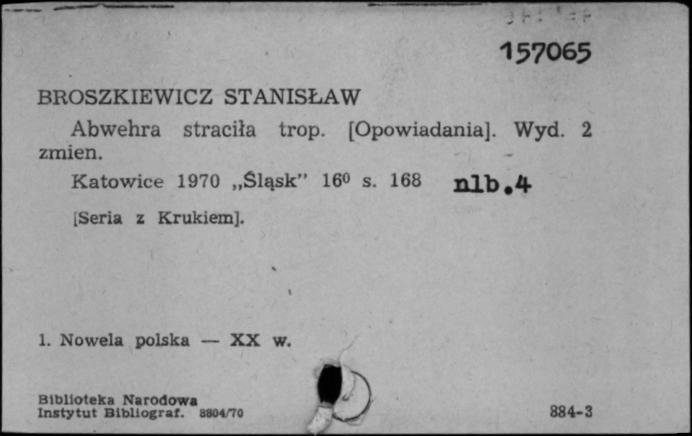 157065
BROSZKIEWICZ STANISŁAW
Abwehra straciła trop. [Opowiadania]. Wyd. 2
zmien.
Katowice 1970 „Śląsk” 16⁰ s. 168 nlb.4
[Seria z Krukiem].
1. Nowela polska — XX w.
Biblioteka Narodowa
Instytut Bibliograf. 8804/70
884-3